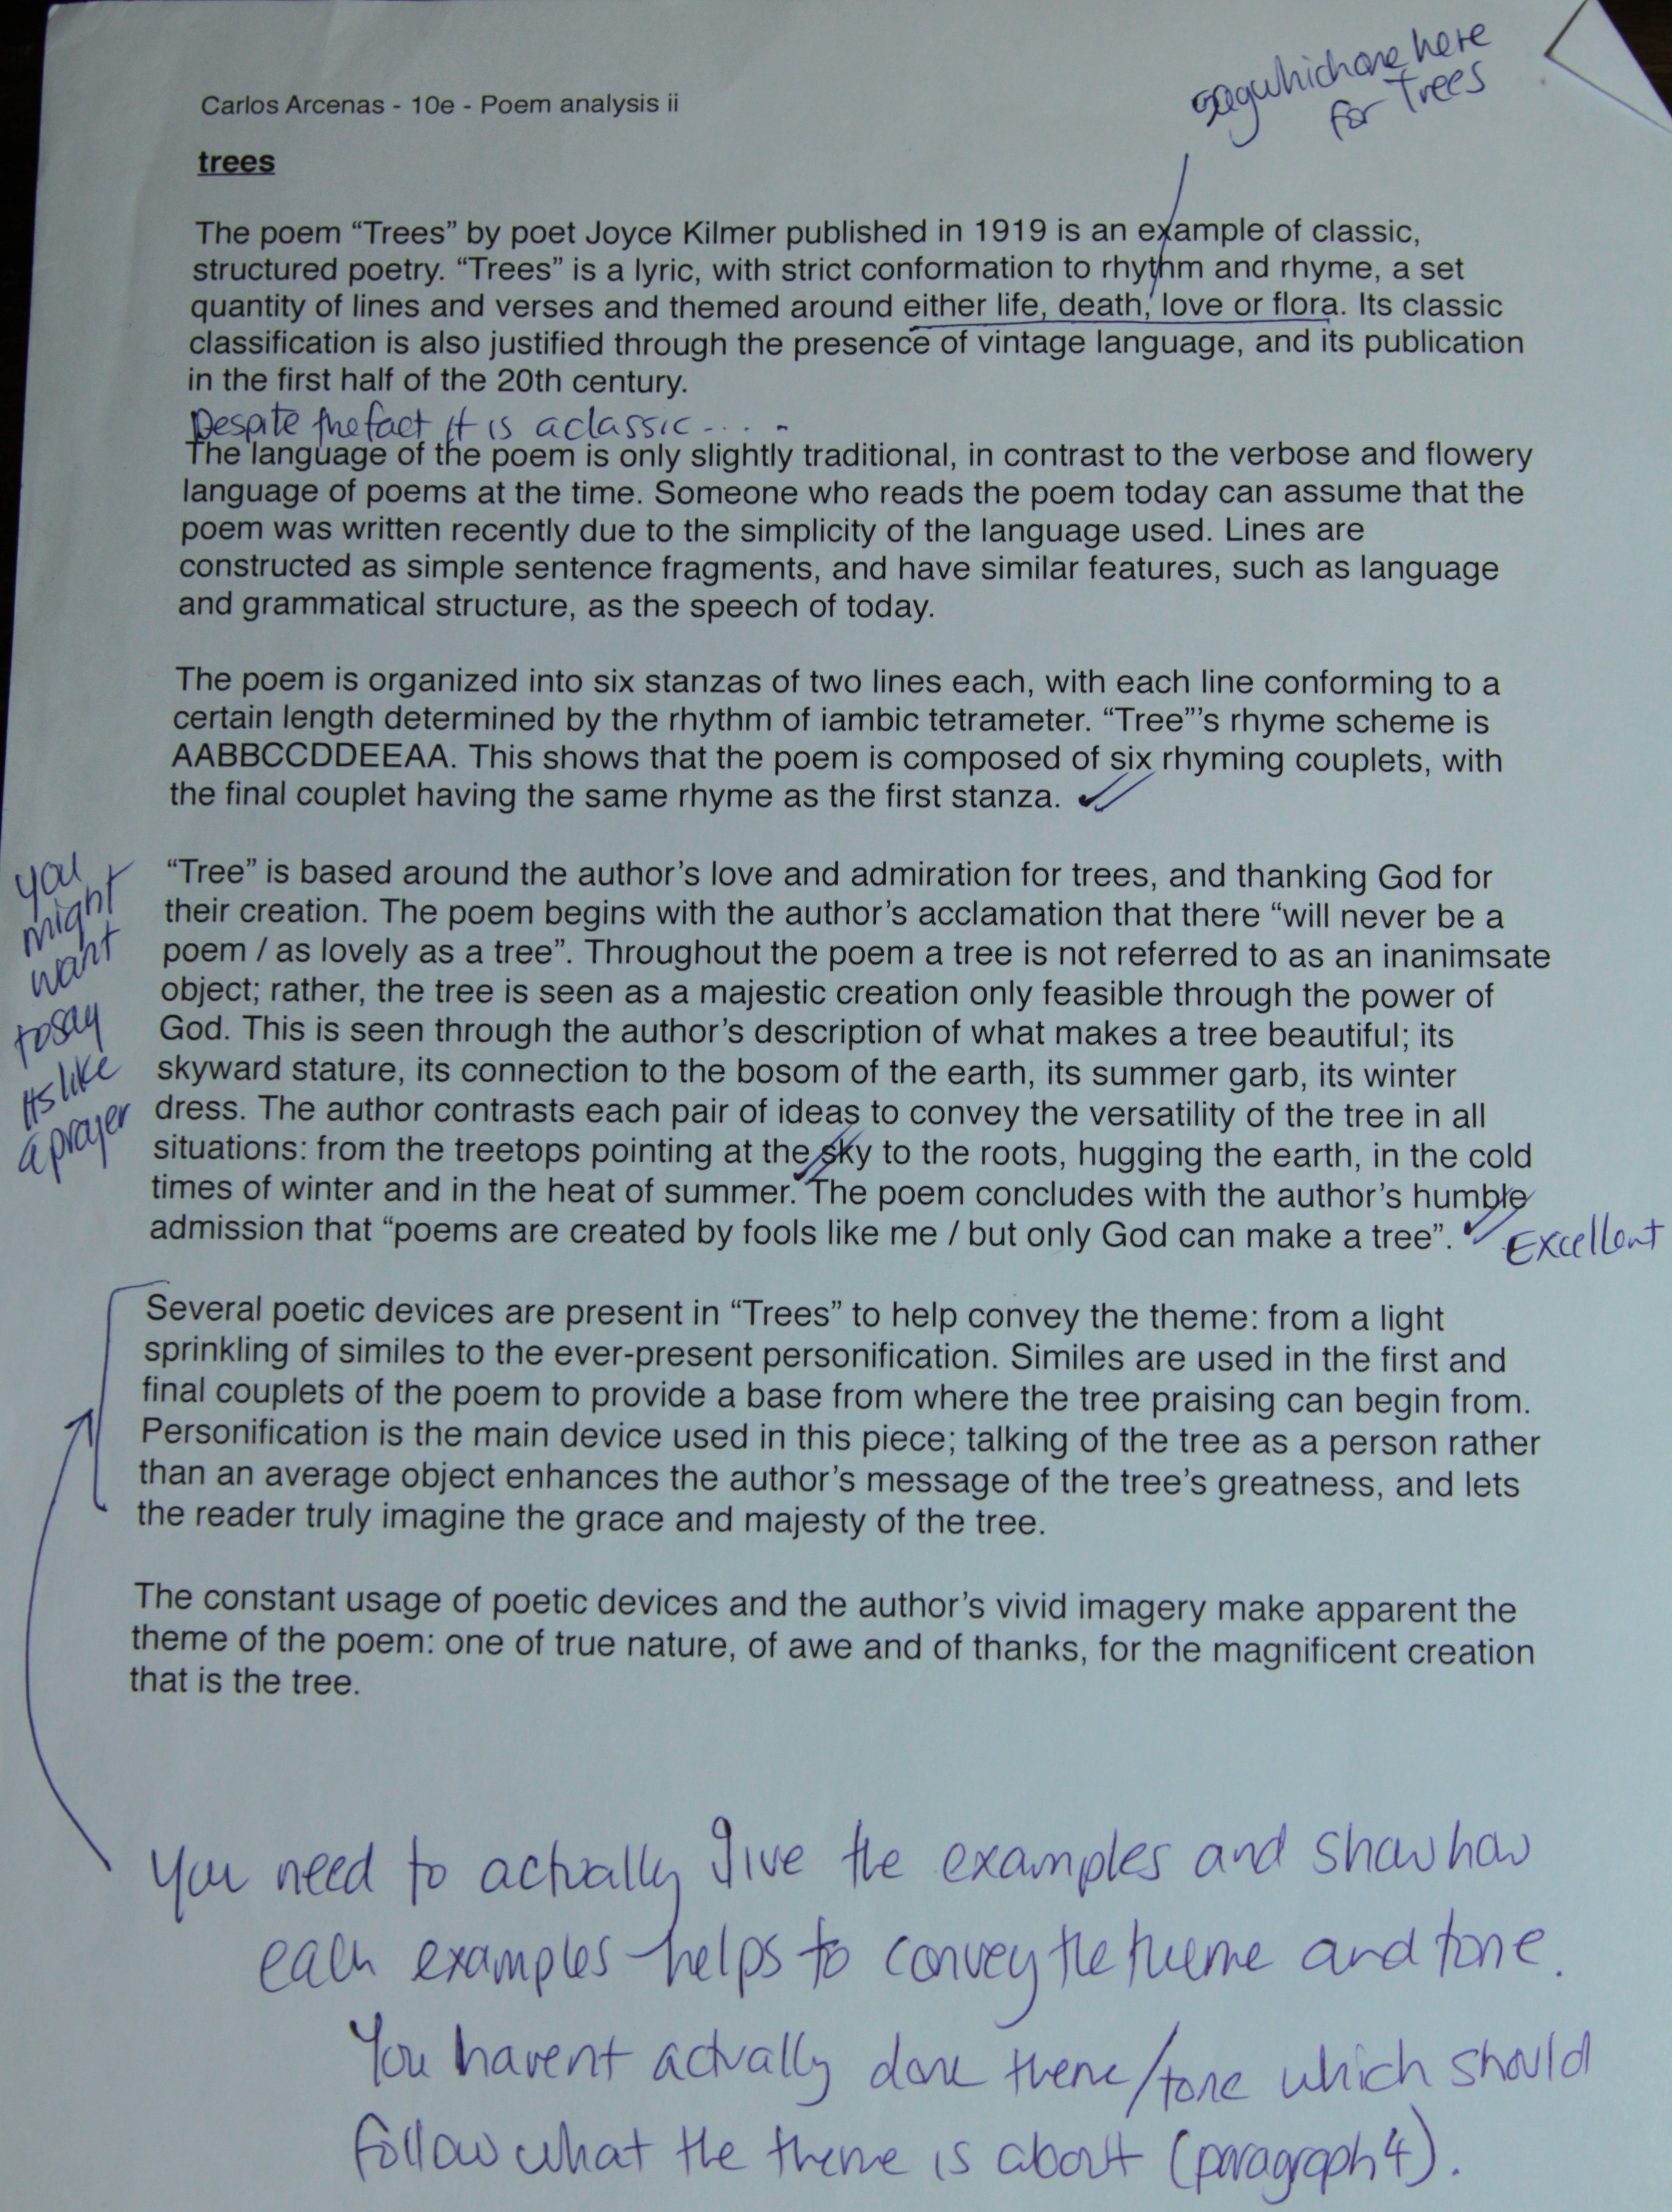 say which one here
for Trees
Carlos Arcenas - 10e - Poem analysis ii
trees
The poem “Trees” by poet Joyce Kilmer published in 1919 is an example of classic,
structured poetry. “Trees” is a lyric, with strict conformation to rhythm and rhyme, a set
quantity of lines and verses and themed around either life, death, love or flora. Its classic
classification is also justified through the presence of vintage language, and its publication
in the first half of the 20th century.
Despite the fact it is a classic....
The language of the poem is only slightly traditional, in contrast to the verbose and flowery
language of poems at the time. Someone who reads the poem today can assume that the
poem was written recently due to the simplicity of the language used. Lines are
constructed as simple sentence fragments, and have similar features, such as language
and grammatical structure, as the speech of today.
The poem is organized into six stanzas of two lines each, with each line conforming to a
certain length determined by the rhythm of iambic tetrameter. “Tree”’s rhyme scheme is
AABBCCDDEEAA. This shows that the poem is composed of six rhyming couplets, with
the final couplet having the same rhyme as the first stanza.
you
might
want
to say
its like
a prayer
“Tree” is based around the author’s love and admiration for trees, and thanking God for
their creation. The poem begins with the author’s acclamation that there “will never be a
poem / as lovely as a tree”. Throughout the poem a tree is not referred to as an inanimsate
object; rather, the tree is seen as a majestic creation only feasible through the power of
God. This is seen through the author’s description of what makes a tree beautiful; its
skyward stature, its connection to the bosom of the earth, its summer garb, its winter
dress. The author contrasts each pair of ideas to convey the versatility of the tree in all
situations: from the treetops pointing at the sky to the roots, hugging the earth, in the cold
times of winter and in the heat of summer. The poem concludes with the author’s humble
admission that “poems are created by fools like me / but only God can make a tree”.
Excellent
Several poetic devices are present in “Trees” to help convey the theme: from a light
sprinkling of similes to the ever-present personification. Similes are used in the first and
final couplets of the poem to provide a base from where the tree praising can begin from.
Personification is the main device used in this piece; talking of the tree as a person rather
than an average object enhances the author’s message of the tree’s greatness, and lets
the reader truly imagine the grace and majesty of the tree.
The constant usage of poetic devices and the author’s vivid imagery make apparent the
theme of the poem: one of true nature, of awe and of thanks, for the magnificent creation
that is the tree.
You need to actually give the examples and show how
each examples helps to convey the theme and tone.
You havent actually done theme/tone which should
follow what the theme is about (paragraph 4).